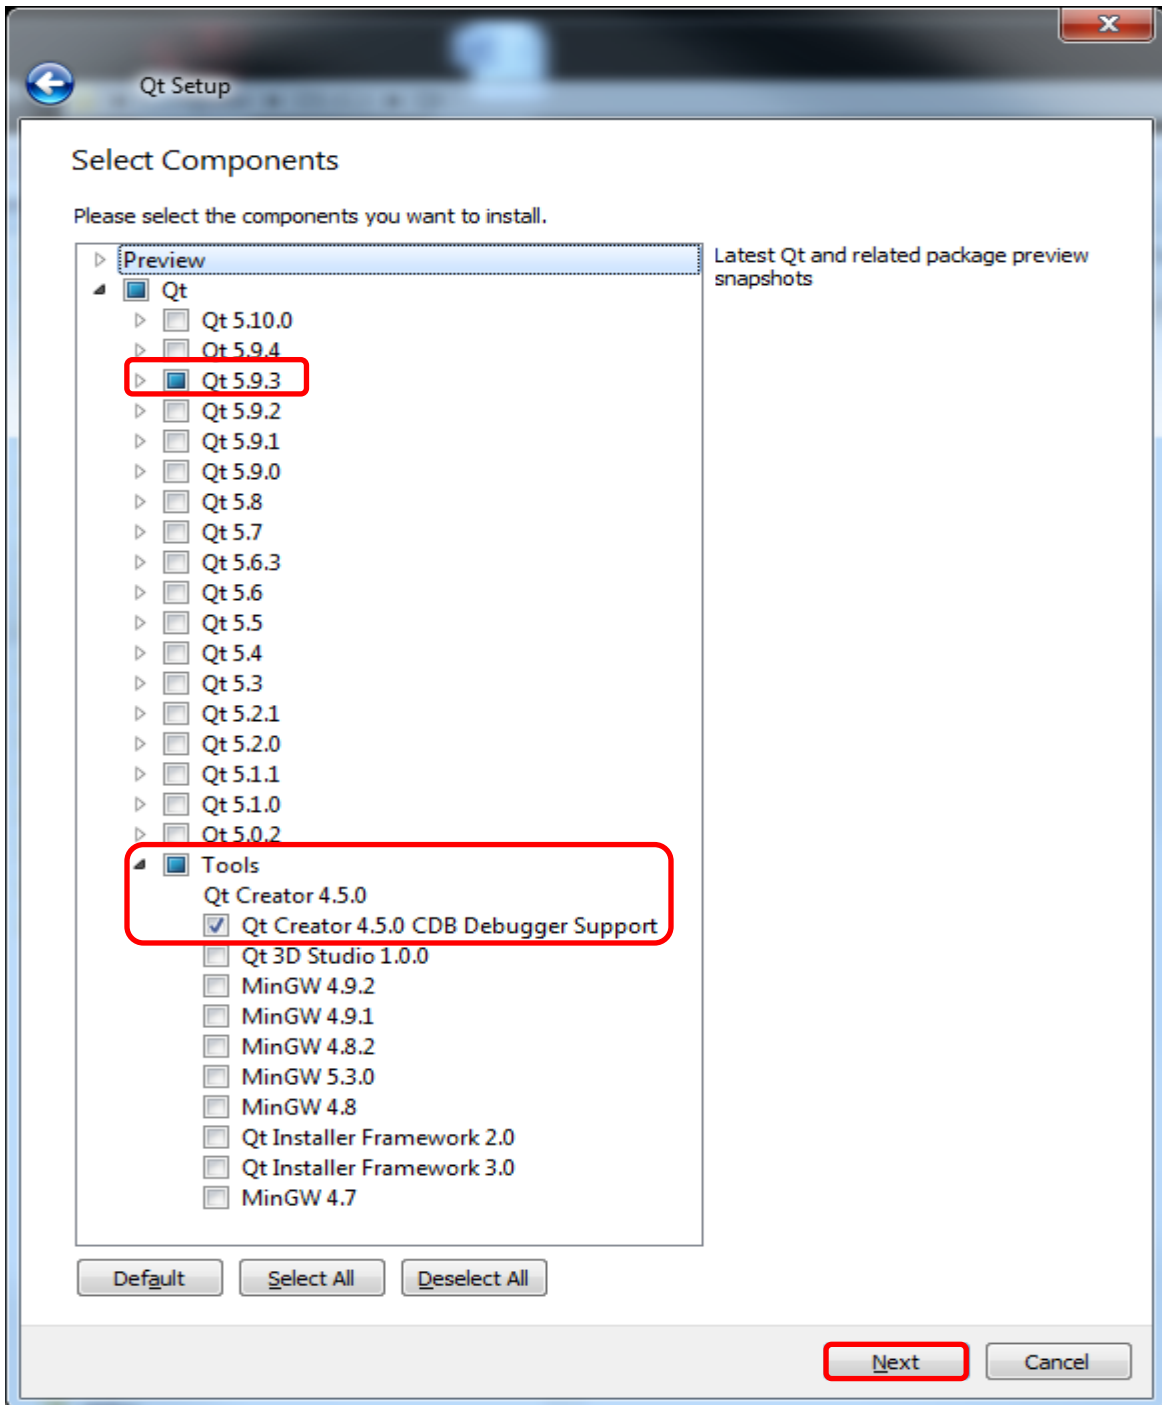 Qt Setup
Select Components
Please select the components you want to install.
Preview
Latest Qt and related package preview
snapshots
Qt
Qt 5.10.0
Qt 5.9.4
Qt 5.9.3
Qt 5.9.2
Qt 5.9.1
Qt 5.9.0
Qt 5.8
Qt 5.7
Qt 5.6.3
Qt 5.6
Qt 5.5
Qt 5.4
Qt 5.3
Qt 5.2.1
Qt 5.2.0
Qt 5.1.1
Qt 5.1.0
Qt 5.0.2
Tools
Qt Creator 4.5.0
Qt Creator 4.5.0 CDB Debugger Support
Qt 3D Studio 1.0.0
MinGW 4.9.2
MinGW 4.9.1
MinGW 4.8.2
MinGW 5.3.0
MinGW 4.8
Qt Installer Framework 2.0
Qt Installer Framework 3.0
MinGW 4.7
Default Select All Deselect All
Next Cancel